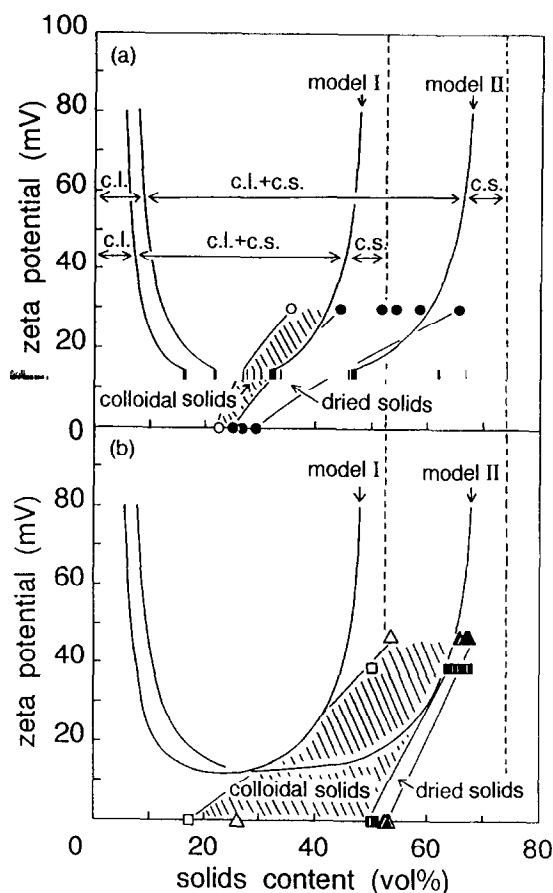 100
(a)
model I
model II
80
c.l.
c.l.+c.s.
c.s.
60
c.l.
c.l.+c.s.
c.s.
40
zeta potential (mV)
20
colloidal solids
dried solids
0
(b)
model I
model II
80
60
zeta potential (mV)
40
20
colloidal solids
dried solids
0
0 20 40 60 80
solids content (vol%)